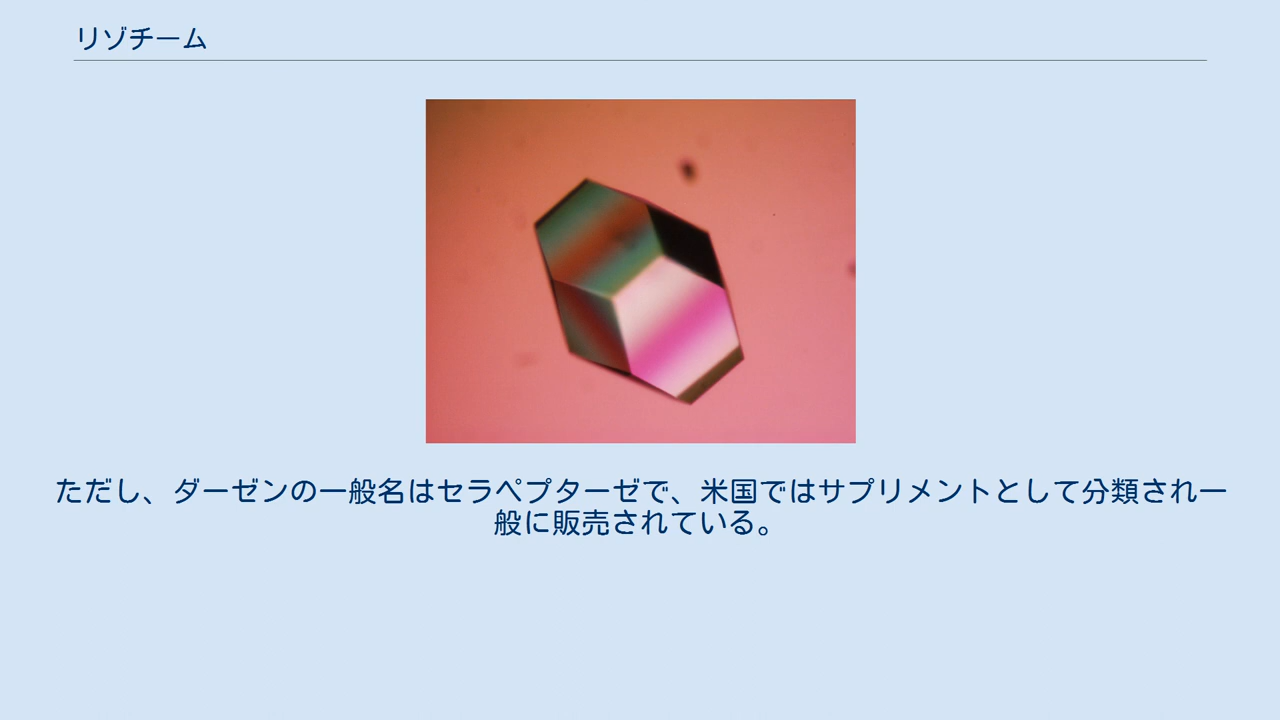 リゾチーム
ただし、ダーゼンの一般名はセラペプターゼで、米国ではサプリメントとして分類され一
般に販売されている。